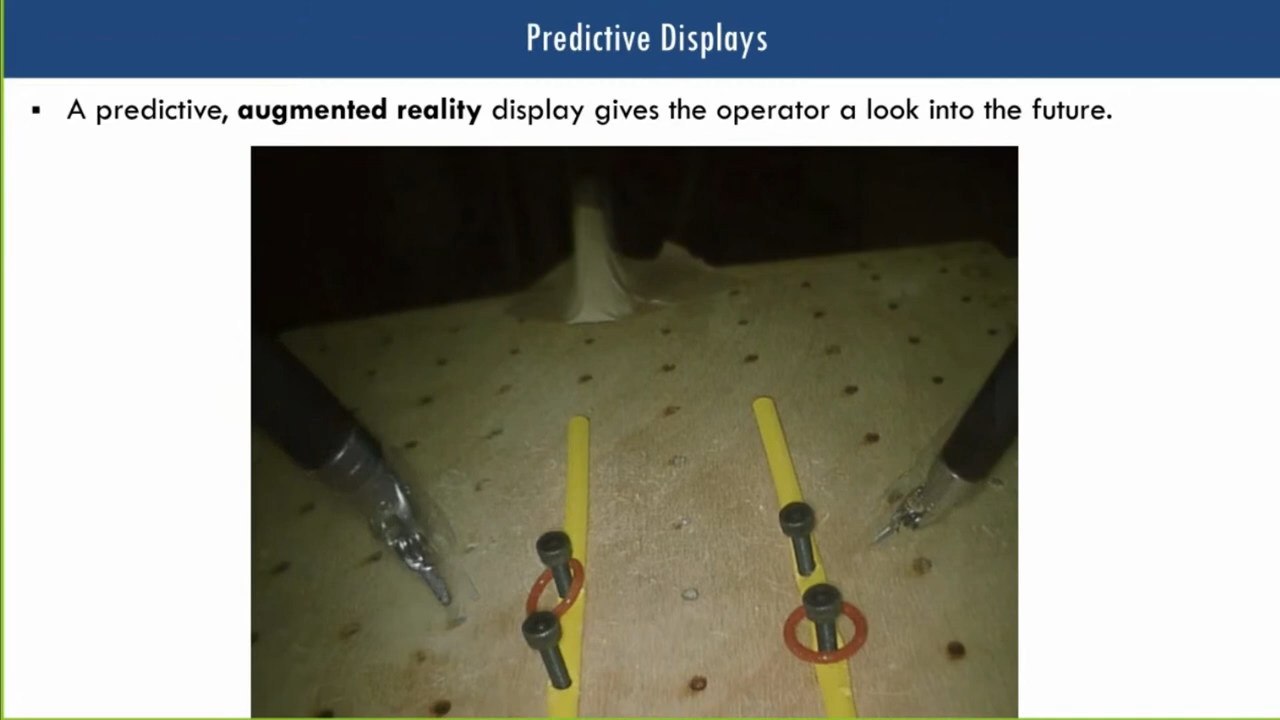 Predictive Displays
▪ A predictive, augmented reality display gives the operator a look into the future.